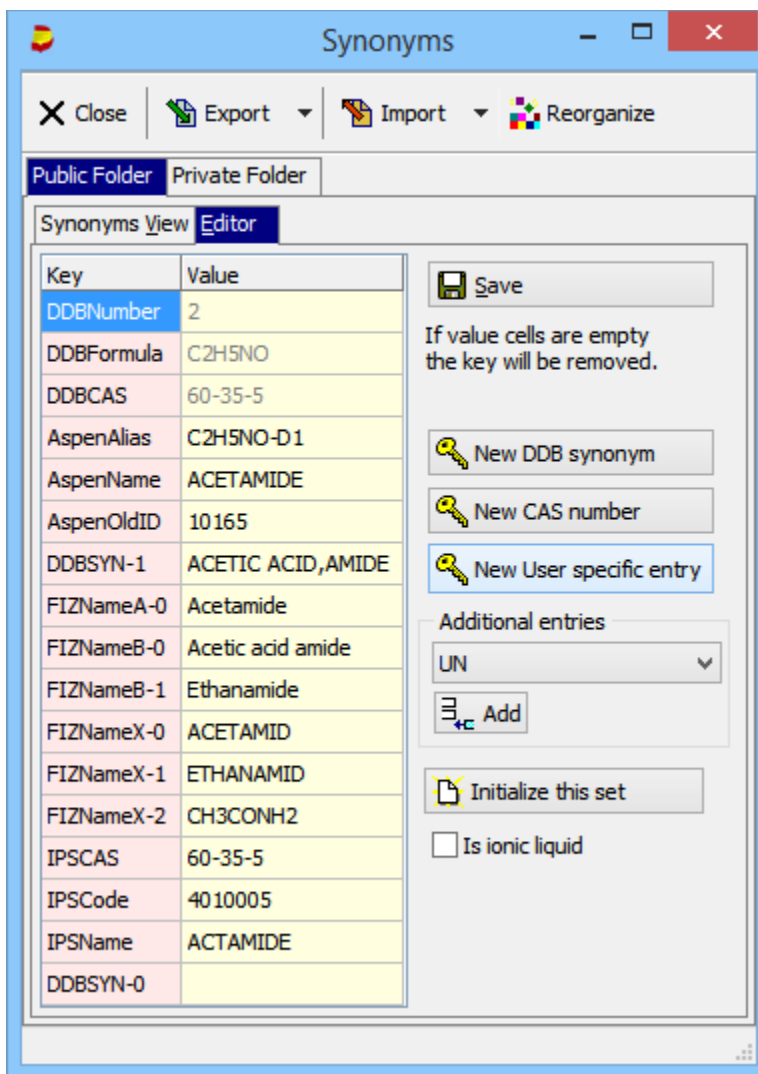 Synonyms
Close Export Import Reorganize
Public Folder Private Folder
Synonyms View Editor
Key Value
DDBNumber 2
DDBFormula C2H5NO
DDBCAS 60-35-5
AspenAlias C2H5NO-D1
AspenName ACETAMIDE
AspenOldID 10165
DDBSYN-1 ACETIC ACID,AMIDE
FIZNameA-0 Acetamide
FIZNameB-0 Acetic acid amide
FIZNameB-1 Ethanamide
FIZNameX-0 ACETAMID
FIZNameX-1 ETHANAMID
FIZNameX-2 CH3CONH2
IPSCAS 60-35-5
IPSCode 4010005
IPSName ACTAMIDE
DDBSYN-0
Save
If value cells are empty
the key will be removed.
New DDB synonym
New CAS number
New User specific entry
Additional entries
UN
Add
Initialize this set
Is ionic liquid